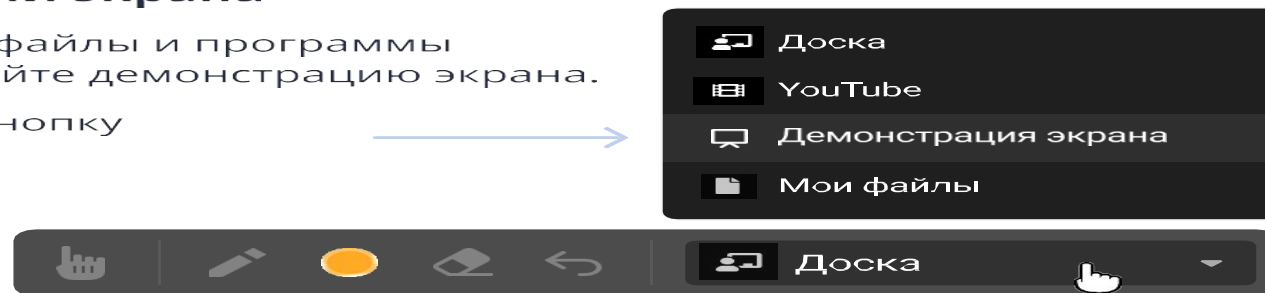 файлы и программы
йте демонстрацию экрана.
нопку
Доска
YouTube
Демонстрация экрана
Мои файлы
Доска